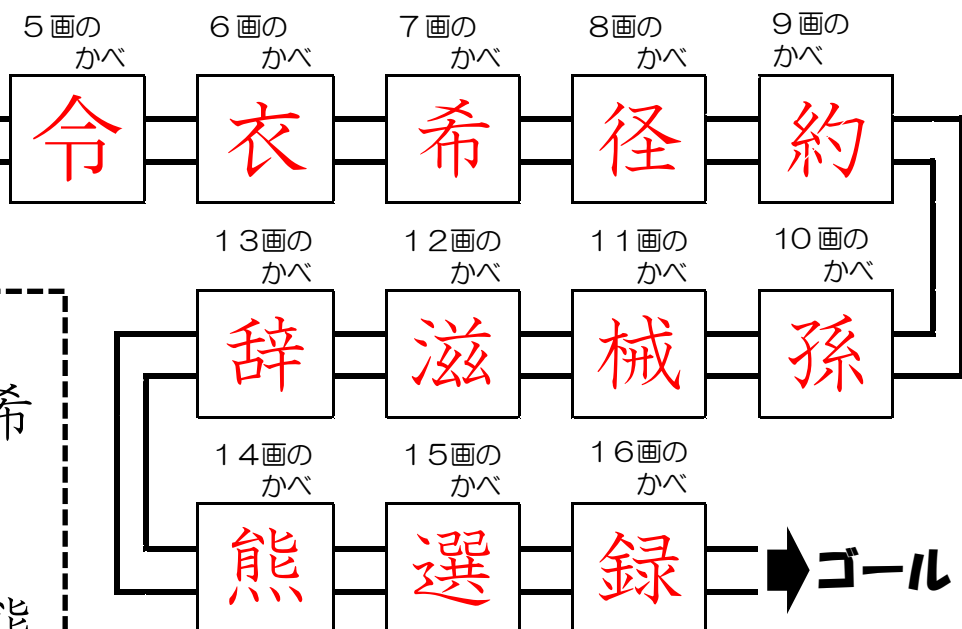 ５画の
かべ
６画の
かべ
７画の
かべ
８画の
かべ
９画の
かべ
令
衣
希
径
約
１３画の
かべ
１２画の
かべ
１１画の
かべ
１０画の
かべ
辞
滋
械
孫
希
１４画の
かべ
１５画の
かべ
１６画の
かべ
熊
選
録
ゴール